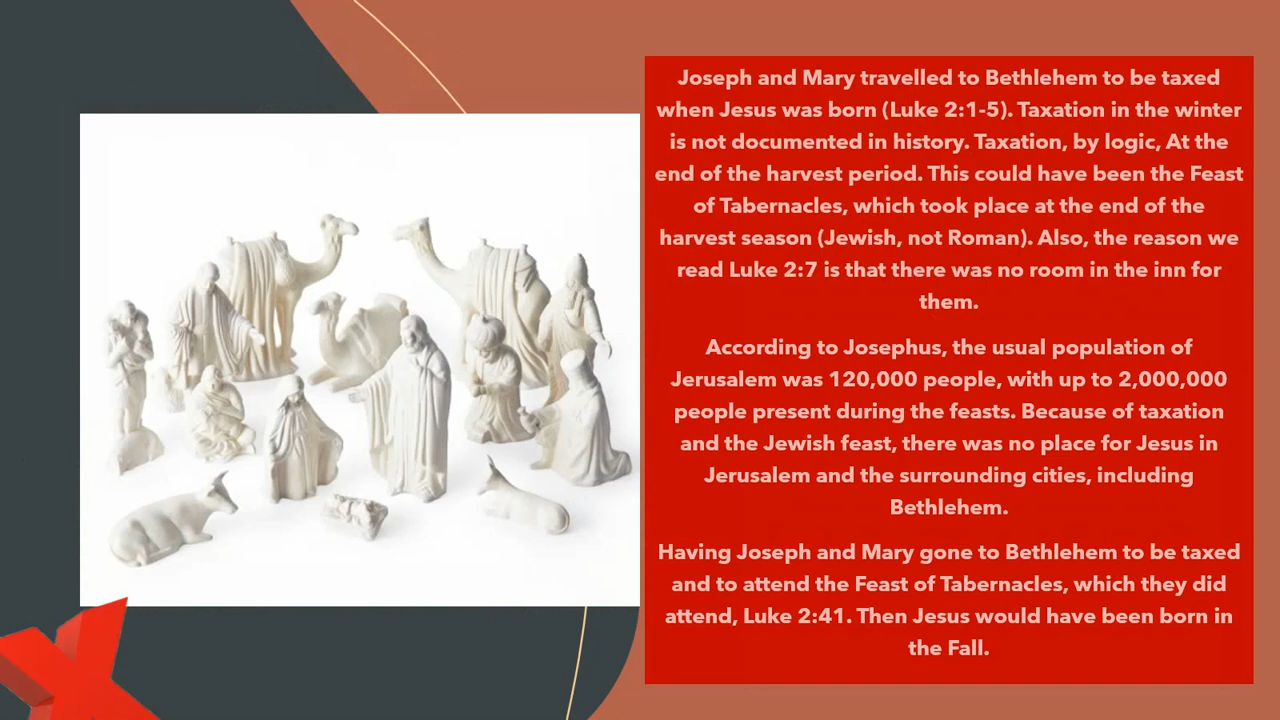 Joseph and Mary travelled to Bethlehem to be taxed
when Jesus was born (Luke 2:1-5). Taxation in the winter
is not documented in history. Taxation, by logic, At the
end of the harvest period. This could have been the Feast
of Tabernacles, which took place at the end of the
harvest season (Jewish, not Roman). Also, the reason we
read Luke 2:7 is that there was no room in the inn for
them.
According to Josephus, the usual population of
Jerusalem was 120,000 people, with up to 2,000,000
people present during the feasts. Because of taxation
and the Jewish feast, there was no place for Jesus in
Jerusalem and the surrounding cities, including
Bethlehem.
Having Joseph and Mary gone to Bethlehem to be taxed
and to attend the Feast of Tabernacles, which they did
attend, Luke 2:41. Then Jesus would have been born in
the Fall.